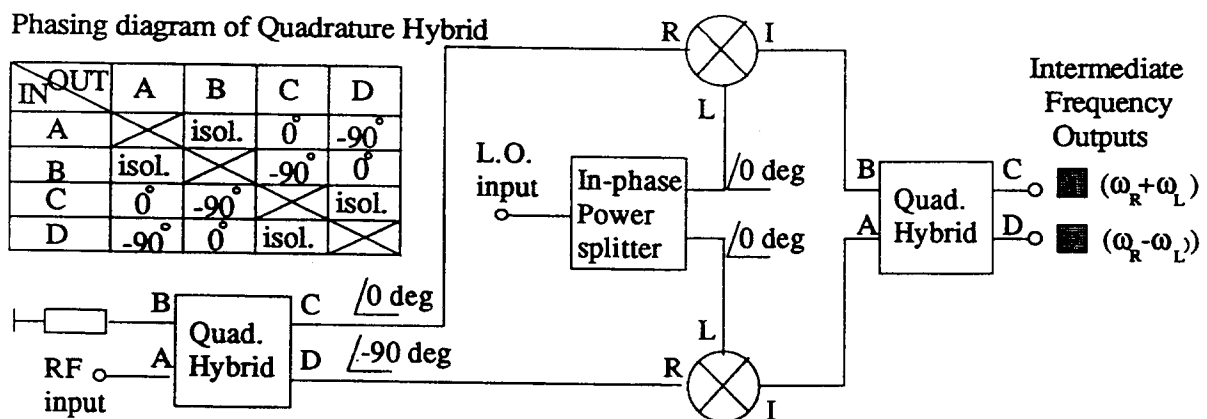 Phasing diagram of Quadrature Hybrid
IN OUT A B C D
A isol. 0° -90°
B isol. -90° 0°
C 0° -90° isol.
D -90° 0° isol.
R I
L
L.O.
input
In-phase
Power
splitter
/0 deg
/0 deg
L
R
I
B
A
Quad.
Hybrid
C
D
Intermediate
Frequency
Outputs
(ω_R+ω_L)
(ω_R-ω_L))
B
A
RF
input
Quad.
Hybrid
C
D
/0 deg
/-90 deg